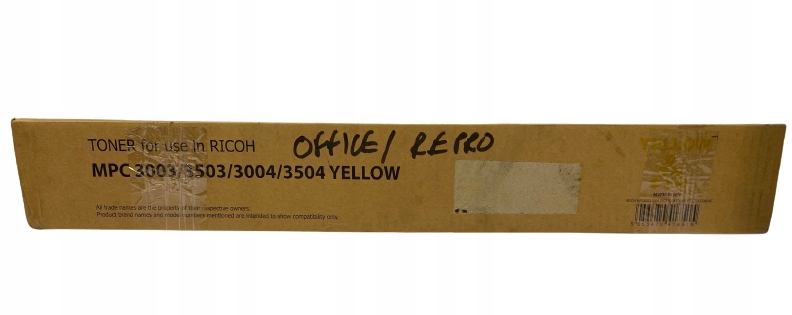 TONER for use in RICOH
OFFICE/ REPRO
MPC 3003/3503/3004/3504 YELLOW
YELLOW
All trade names are the property of their respective owners.
Product brand names and model numbers mentioned are intended to show compatibility only.